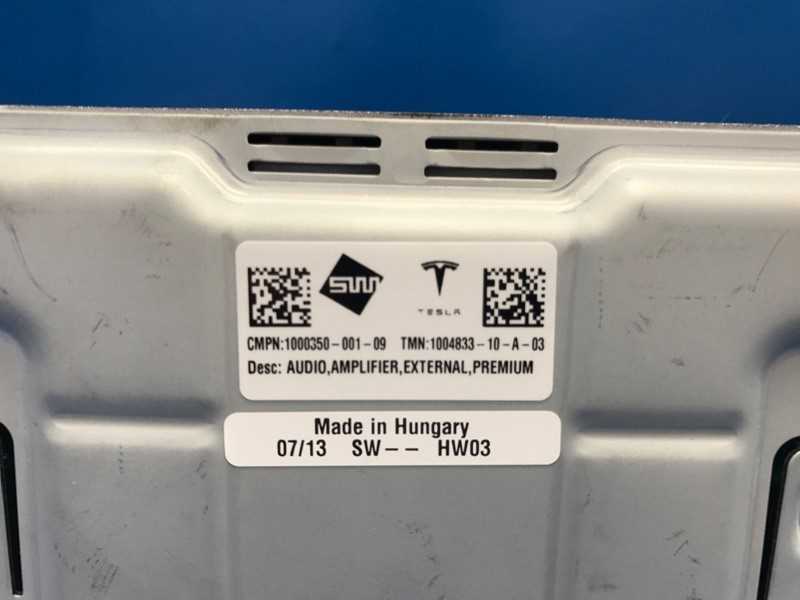 SW
TESLA
CMPN:1000350-001-09 TMN:1004833-10-A-03
Desc: AUDIO,AMPLIFIER,EXTERNAL,PREMIUM
Made in Hungary
07/13 SW-- HW03